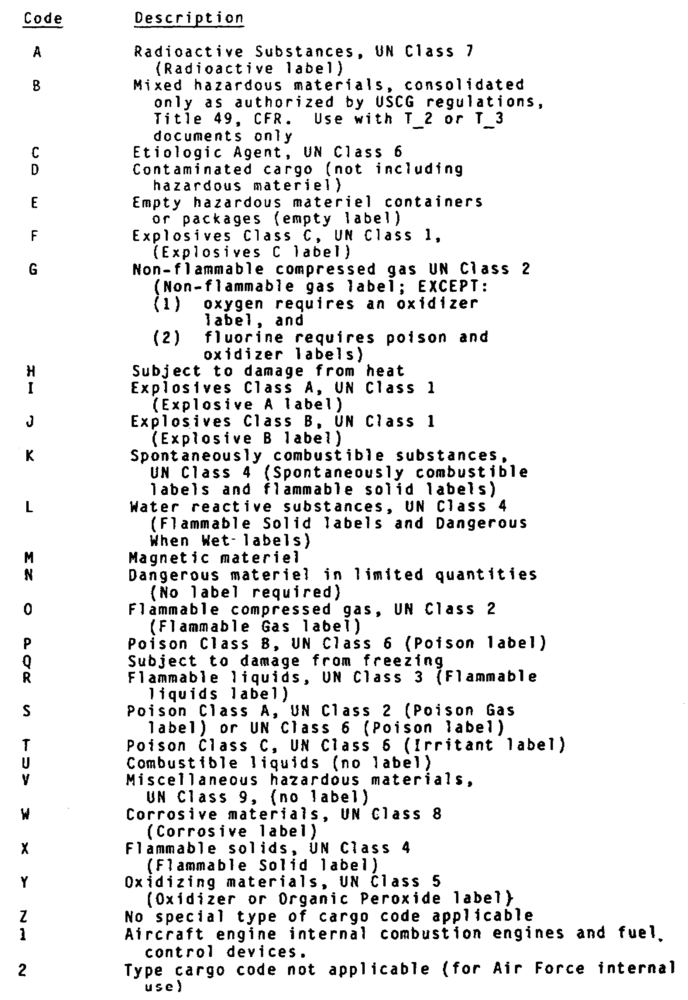 Code Description
A Radioactive Substances, UN Class 7
(Radioactive label)
B Mixed hazardous materials, consolidated
only as authorized by USCG regulations,
Title 49, CFR. Use with T_2 or T_3
documents only
C Etiologic Agent, UN Class 6
D Contaminated cargo (not including
hazardous materiel)
E Empty hazardous materiel containers
or packages (empty label)
F Explosives Class C, UN Class 1,
(Explosives C label)
G Non-flammable compressed gas UN Class 2
(Non-flammable gas label; EXCEPT:
(1) oxygen requires an oxidizer
label, and
(2) fluorine requires poison and
oxidizer labels)
H Subject to damage from heat
I Explosives Class A, UN Class 1
(Explosive A label)
J Explosives Class B, UN Class 1
(Explosive B label)
K Spontaneously combustible substances,
UN Class 4 (Spontaneously combustible
labels and flammable solid labels)
L Water reactive substances, UN Class 4
(Flammable Solid labels and Dangerous
When Wet-labels)
M Magnetic materiel
N Dangerous materiel in limited quantities
(No label required)
O Flammable compressed gas, UN Class 2
(Flammable Gas label)
P Poison Class B, UN Class 6 (Poison label)
Q Subject to damage from freezing
R Flammable liquids, UN Class 3 (Flammable
liquids label)
S Poison Class A, UN Class 2 (Poison Gas
label) or UN Class 6 (Poison label)
T Poison Class C, UN Class 6 (Irritant label)
U Combustible liquids (no label)
V Miscellaneous hazardous materials,
UN Class 9, (no label)
W Corrosive materials, UN Class 8
(Corrosive label)
X Flammable solids, UN Class 4
(Flammable Solid label)
Y Oxidizing materials, UN Class 5
(Oxidizer or Organic Peroxide label)
Z No special type of cargo code applicable
1 Aircraft engine internal combustion engines and fuel.
control devices.
2 Type cargo code not applicable (for Air Force internal
use)